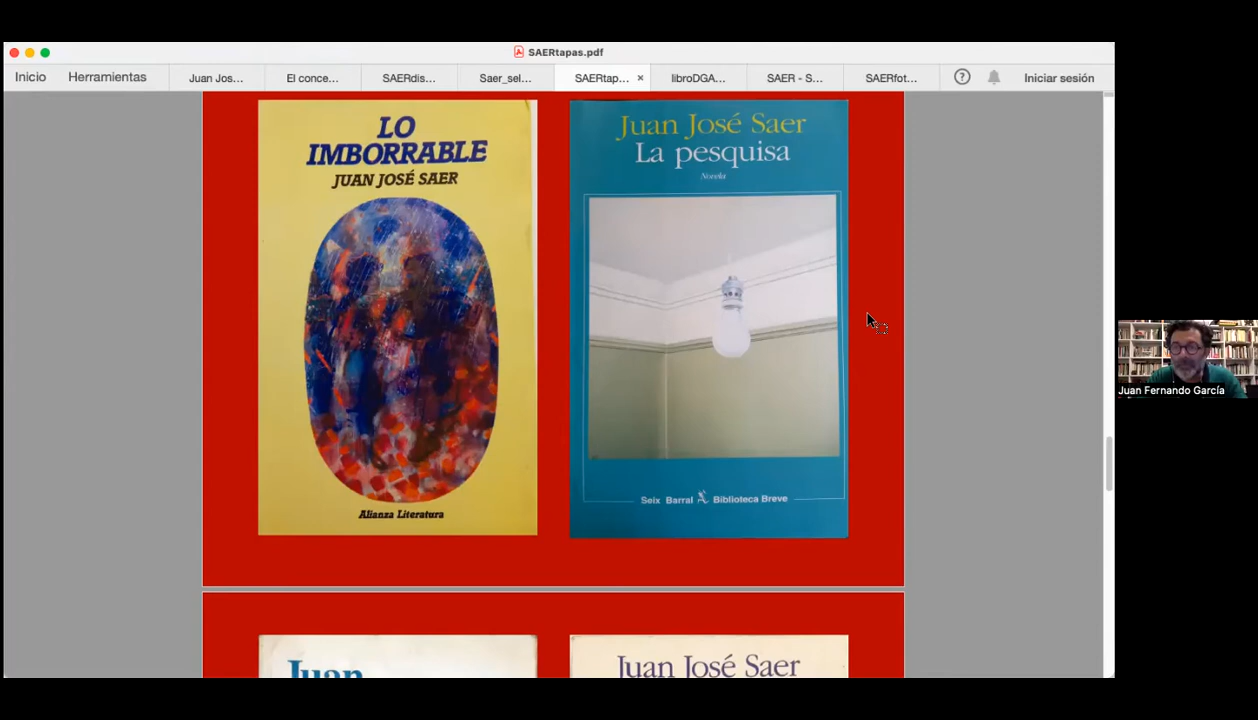 SAERtapas.pdf
Inicio
Herramientas
Juan Jos...
El conce...
SAERdis...
Saer_sel...
SAERtap...
libroDGA...
SAER - S...
SAERfot...
Iniciar sesión
LO
IMBORRABLE
JUAN JOSÉ SAER
Alianza Literatura
Juan José Saer
La pesquisa
Novela
Seix Barral Biblioteca Breve
Juan
Juan José Saer
Juan Fernando García